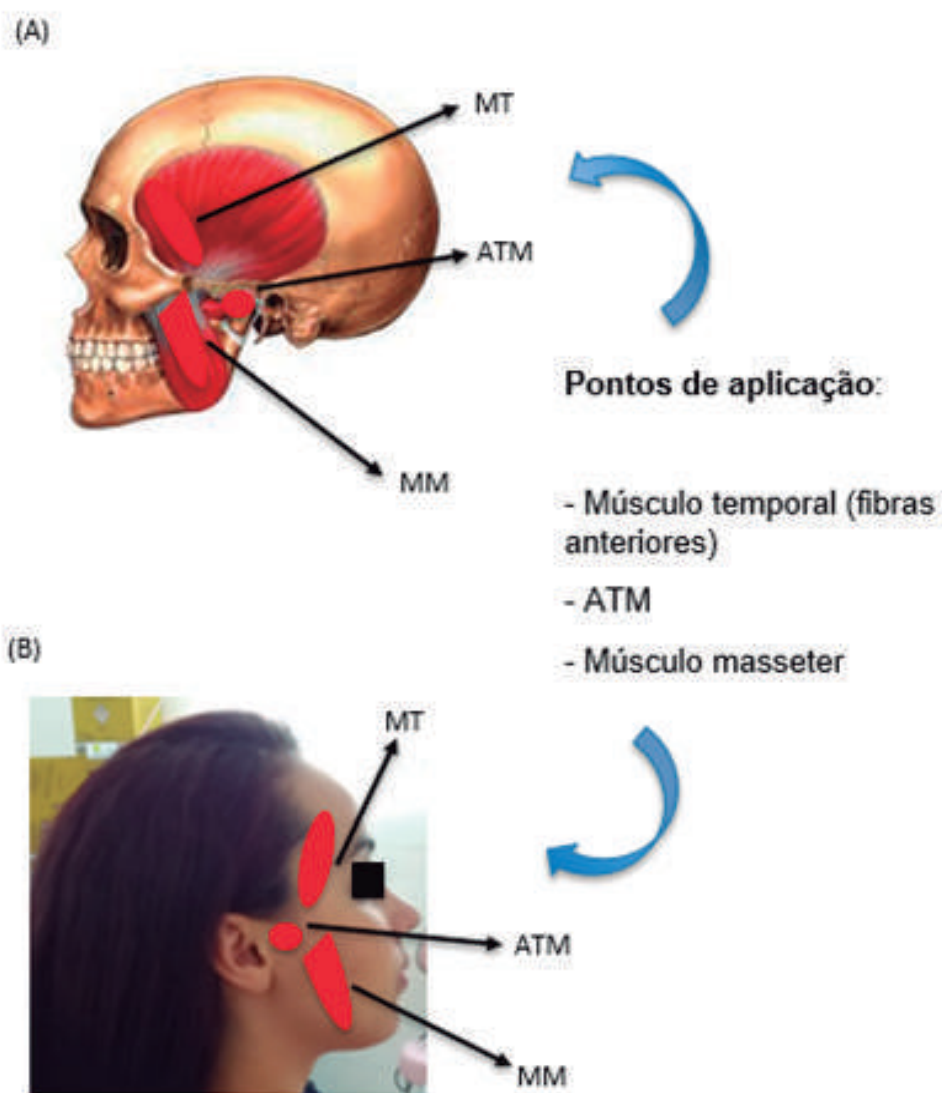 (A)
MT
ATM
MM
Pontos de aplicação:
- Músculo temporal (fibras
anteriores)
- ATM
- Músculo masseter
(B)
MT
ATM
MM